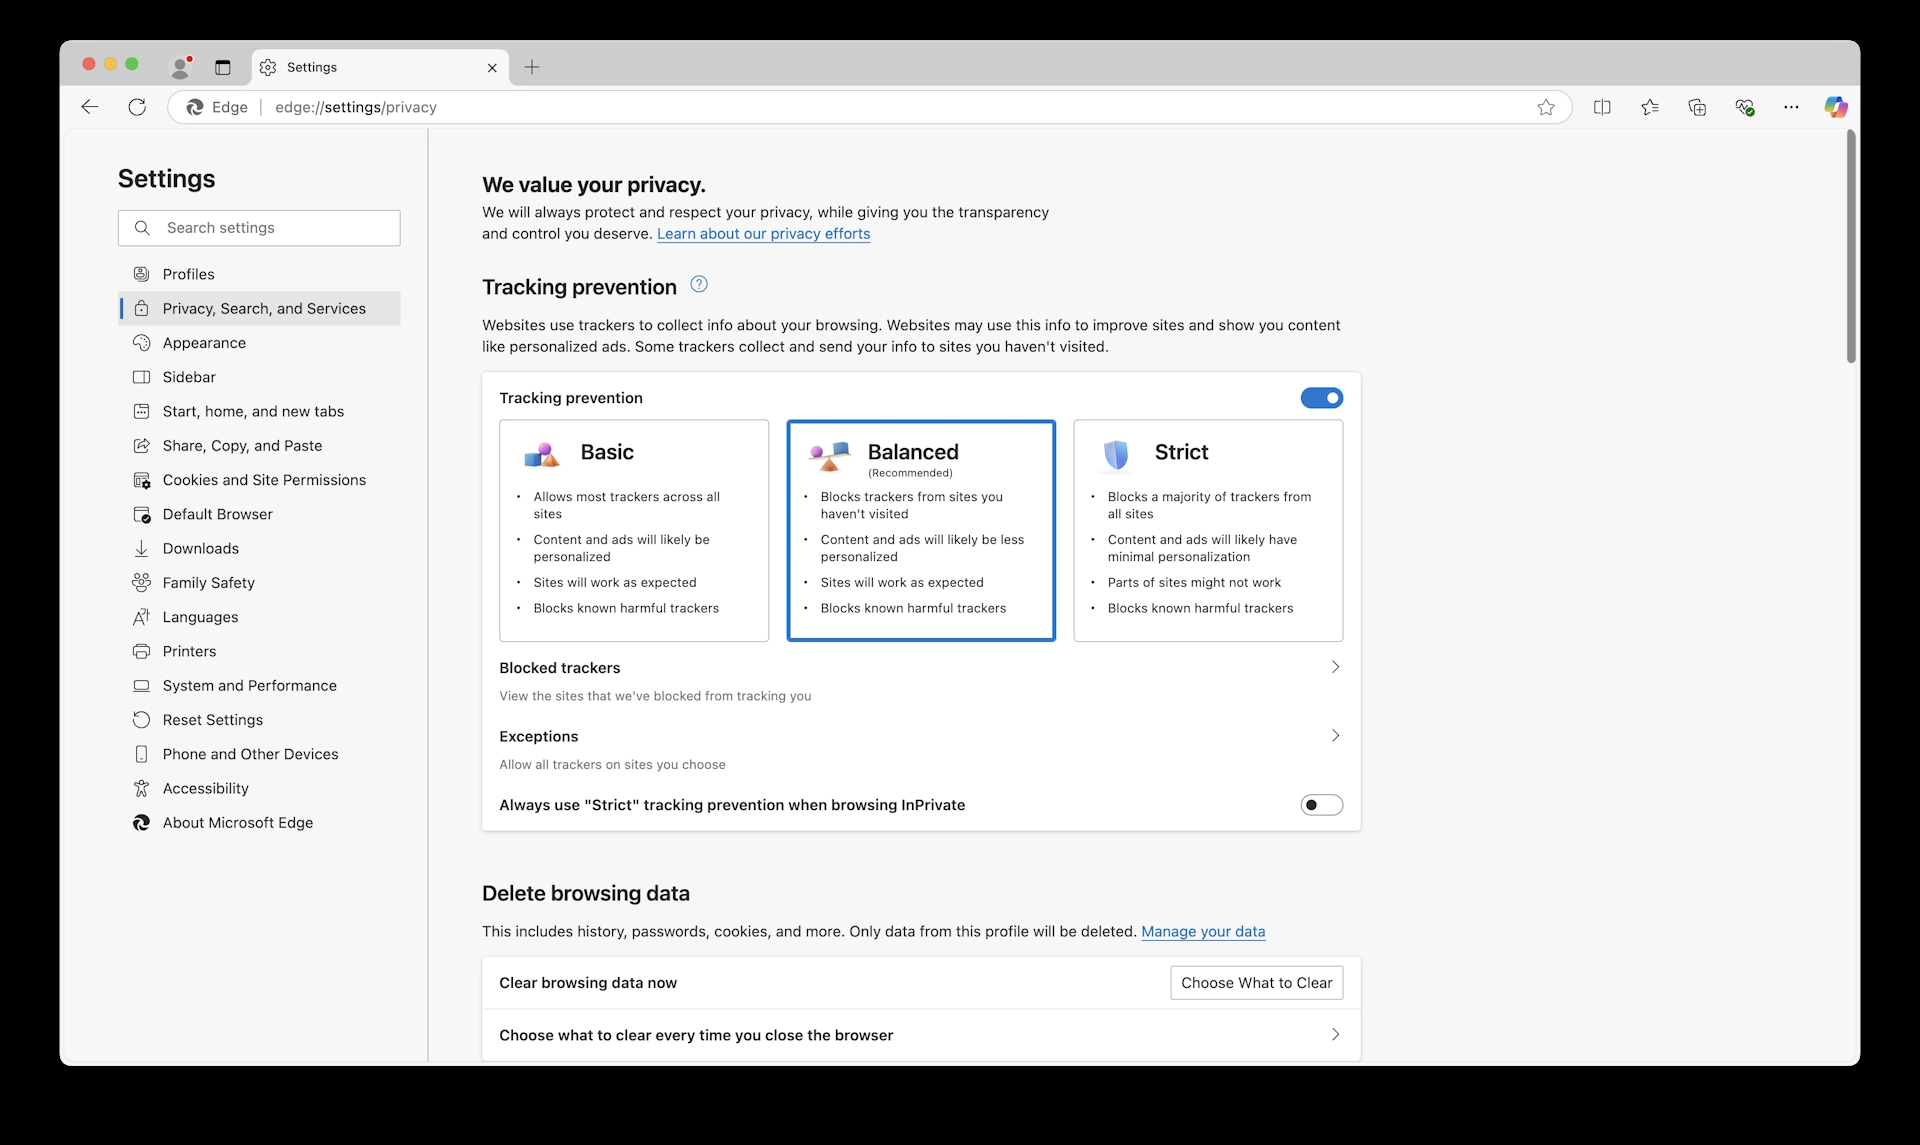 Settings
Edge
edge://settings/privacy
Settings
Search settings
Profiles
Privacy, Search, and Services
Appearance
Sidebar
Start, home, and new tabs
Share, Copy, and Paste
Cookies and Site Permissions
Default Browser
Downloads
Family Safety
Languages
Printers
System and Performance
Reset Settings
Phone and Other Devices
Accessibility
About Microsoft Edge
We value your privacy.
We will always protect and respect your privacy, while giving you the transparency
and control you deserve. Learn about our privacy efforts
Tracking prevention
Websites use trackers to collect info about your browsing. Websites may use this info to improve sites and show you content
like personalized ads. Some trackers collect and send your info to sites you haven't visited.
Tracking prevention
Basic
• Allows most trackers across all
sites
• Content and ads will likely be
personalized
• Sites will work as expected
• Blocks known harmful trackers
Balanced
(Recommended)
• Blocks trackers from sites you
haven't visited
• Content and ads will likely be less
personalized
• Sites will work as expected
• Blocks known harmful trackers
Strict
• Blocks a majority of trackers from
all sites
• Content and ads will likely have
minimal personalization
• Parts of sites might not work
• Blocks known harmful trackers
Blocked trackers
View the sites that we've blocked from tracking you
Exceptions
Allow all trackers on sites you choose
Always use "Strict" tracking prevention when browsing InPrivate
Delete browsing data
This includes history, passwords, cookies, and more. Only data from this profile will be deleted. Manage your data
Clear browsing data now
Choose What to Clear
Choose what to clear every time you close the browser